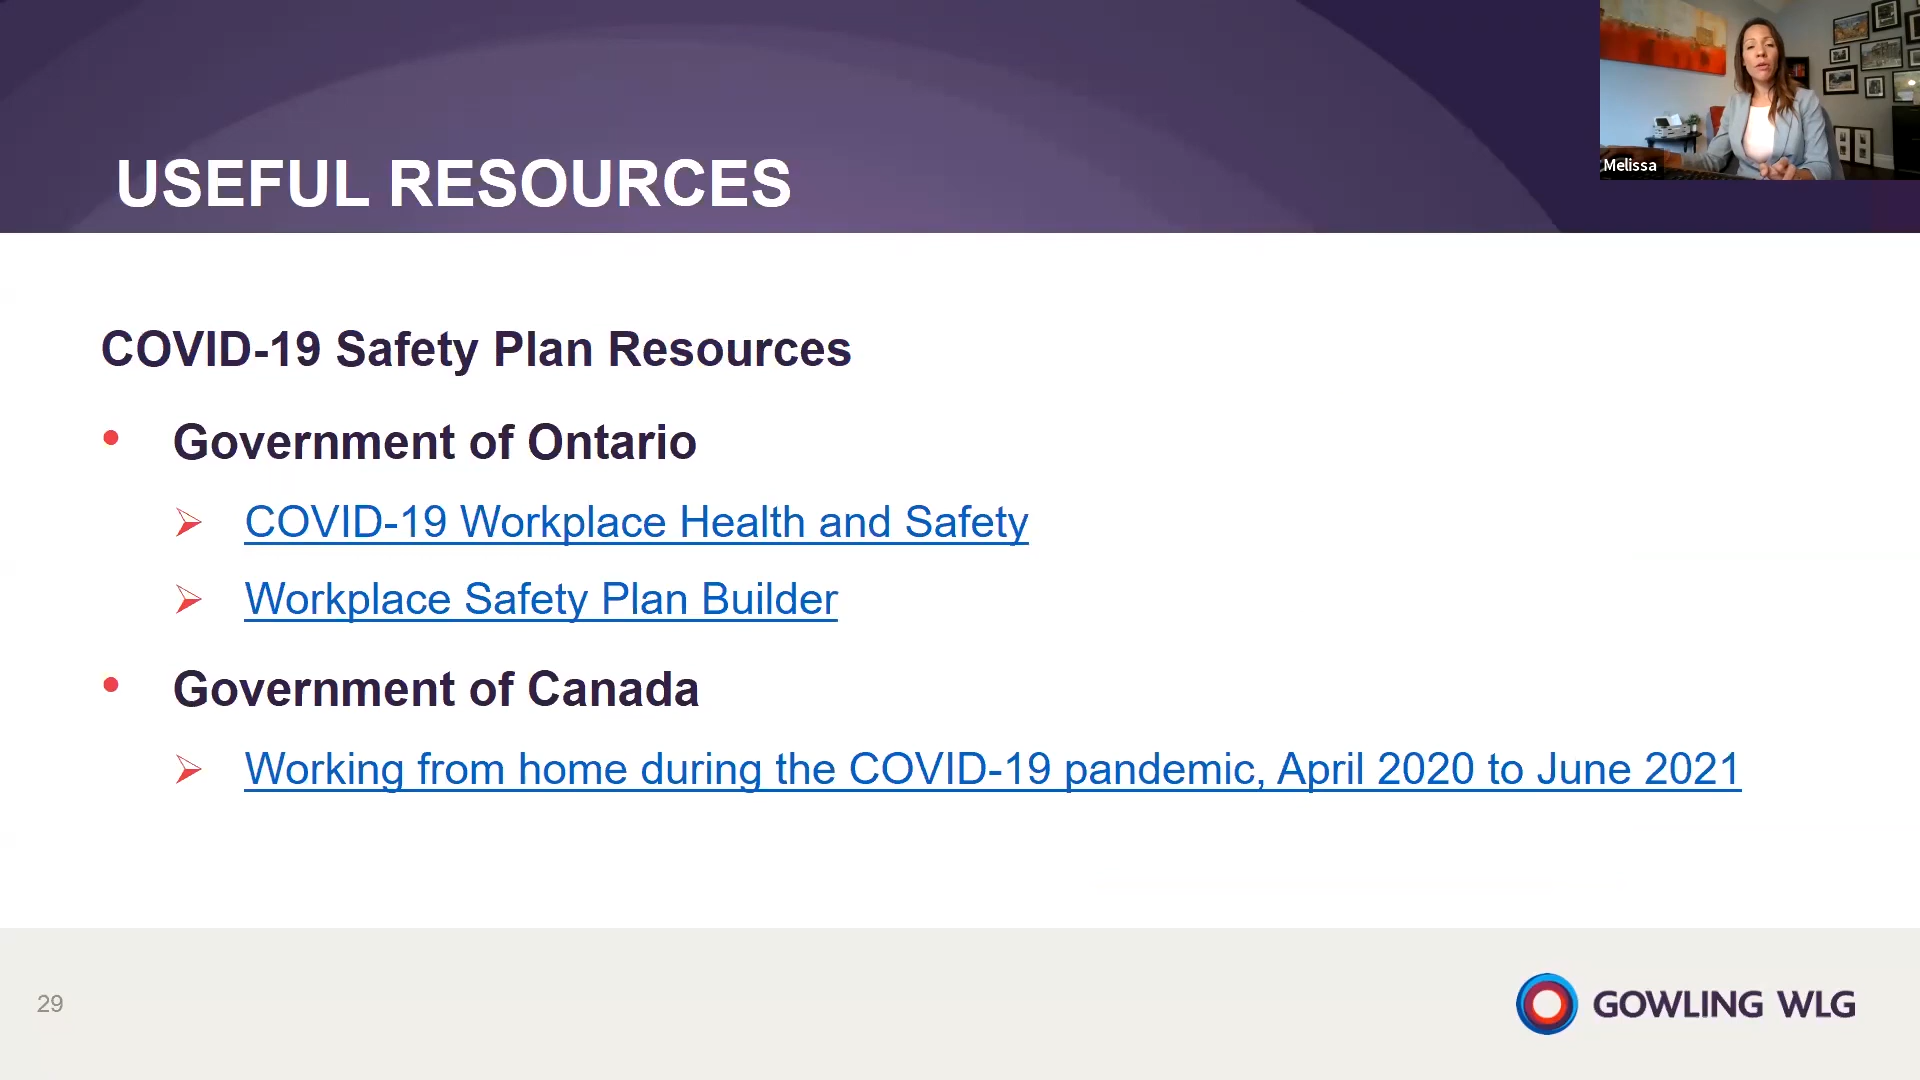 USEFUL RESOURCES
Melissa
COVID-19 Safety Plan Resources
• Government of Ontario
➢ COVID-19 Workplace Health and Safety
➢ Workplace Safety Plan Builder
• Government of Canada
➢ Working from home during the COVID-19 pandemic, April 2020 to June 2021
29
GOWLING WLG